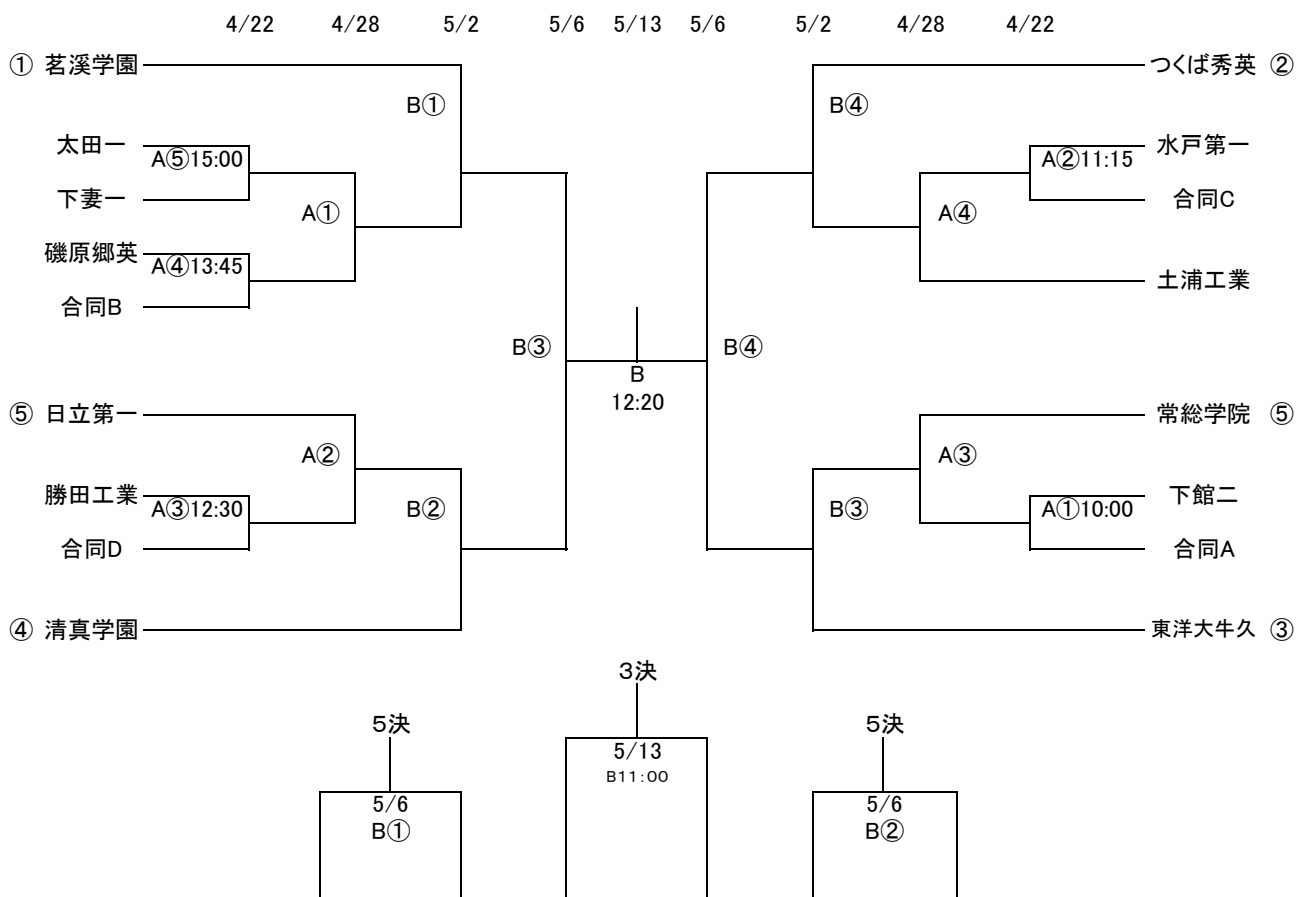 4/22 4/28 5/2 5/6 5/13 5/6 5/2 4/28 4/22
① 茗溪学園 つくば秀英 ②
B① B④
太田一 水戸第一
A⑤15:00 A②11:15
下妻一 合同C
A① A④
磯原郷英
A④13:45 土浦工業
合同B
B③ B④
B
12:20
⑤ 日立第一 常総学院 ⑤
A② A③
勝田工業 下館二
A③12:30 B② B③ A①10:00
合同D 合同A
④ 清真学園 東洋大牛久 ③
3決
5決 5決
5/13
B11:00
5/6 5/6
B① B②